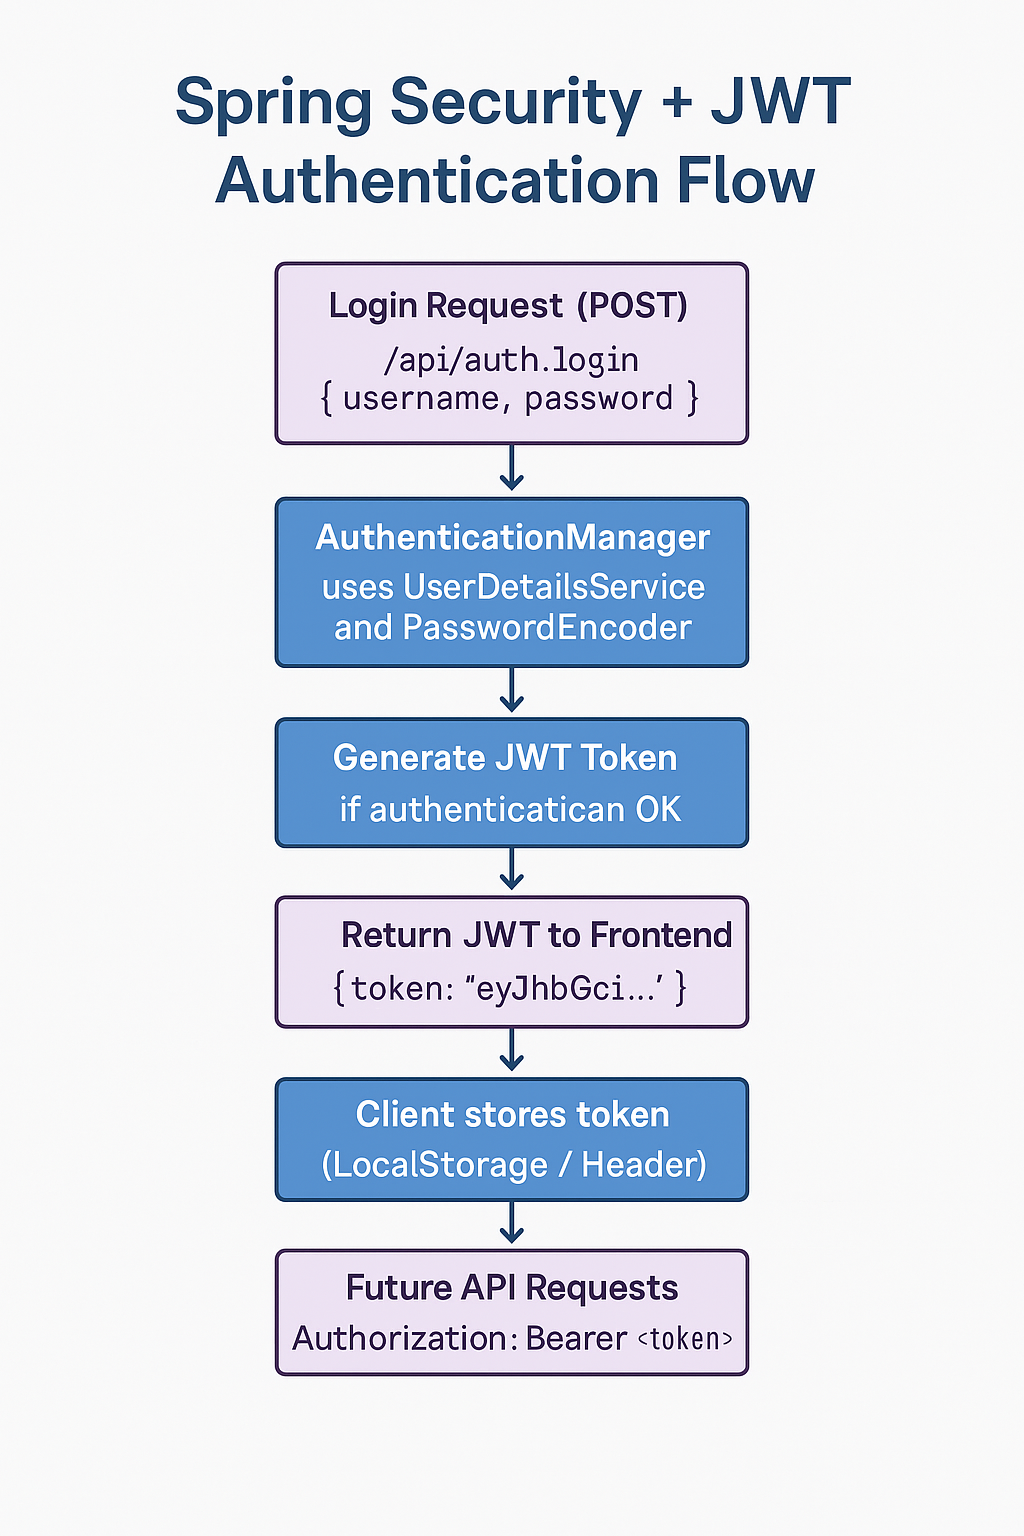 Spring Security + JWT
Authentication Flow
Login Request (POST)
/api/auth.login
{ username, password }
AuthenticationManager
uses UserDetailsService
and PasswordEncoder
Generate JWT Token
if authenticatican OK
Return JWT to Frontend
{token: "eyJhbGci...' }
Client stores token
(LocalStorage / Header)
Future API Requests
Authorization: Bearer <token>